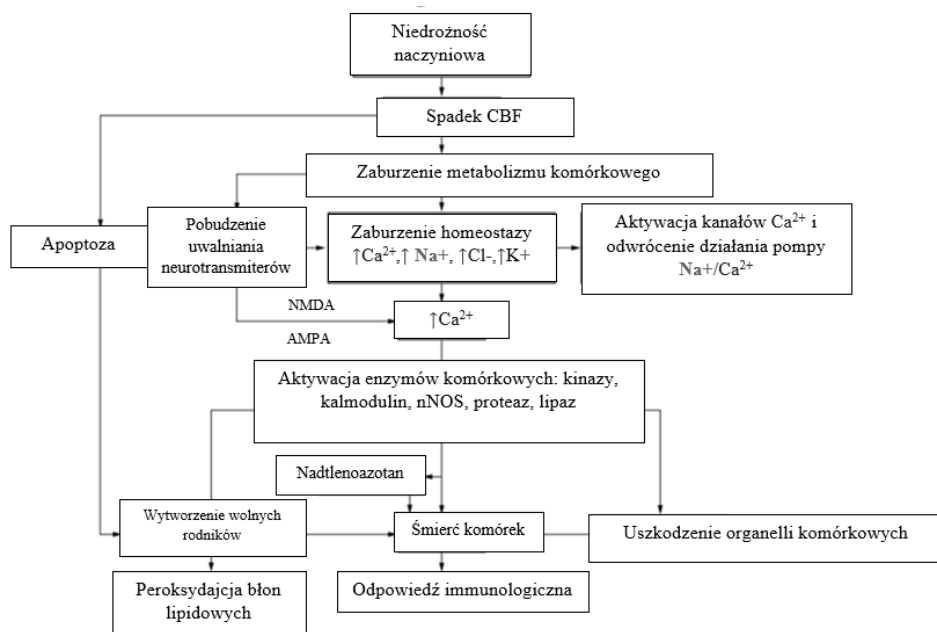 Niedrożność
naczyniowa
Spadek CBF
Zaburzenie metabolizmu komórkowego
Apoptoza
Pobudzenie
uwalniania
neurotransmiterów
Zaburzenie homeostazy
↑Ca²⁺,↑ Na+, ↑Cl-,↑K+
Aktywacja kanałów Ca²⁺ i
odwrócenie działania pompy
Na+/Ca²⁺
NMDA
AMPA
↑Ca²⁺
Aktywacja enzymów komórkowych: kinazy,
kalmodulin, nNOS, proteaz, lipaz
Nadtlenoazotan
Wytworzenie wolnych
rodników
Śmierć komórek
Uszkodzenie organelli komórkowych
Peroksydajcja błon
lipidowych
Odpowiedź immunologiczna